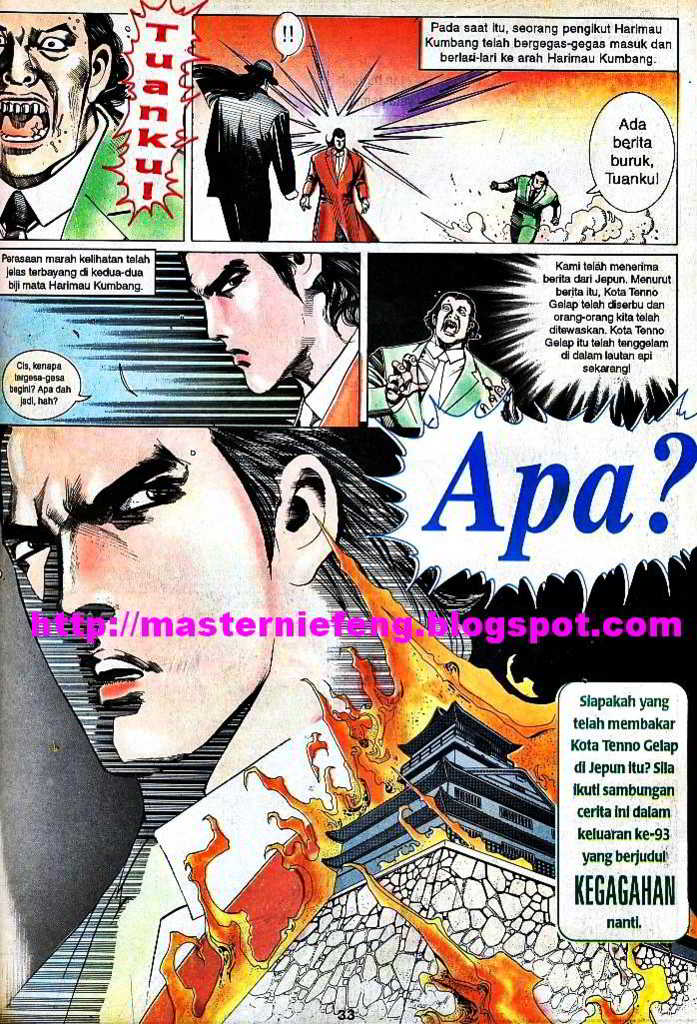 Tuanku!
!!
Pada saat itu, seorang pengikut Harimau
Kumbang telah bergegas-gegas masuk dan
berlari-lari ke arah Harimau Kumbang.
Ada
berita
buruk,
Tuanku!
Perasaan marah kelihatan telah
jelas terbayang di kedua-dua
biji mata Harimau Kumbang.
Cis, kenapa
tergesa-gesa
begini? Apa dah
jadi, hah?
Kami telah menerima
berita dari Jepun. Menurut
berita itu, Kota Tenno
Gelap telah diserbu dan
orang-orang kita telah
ditewaskan. Kota Tenno
Gelap itu telah tenggelam
di dalam lautan api
sekarang!
Apa?
http://masterniefeng.blogspot.com
Siapakah yang
telah membakar
Kota Tenno Gelap
di Jepun itu? Sila
ikuti sambungan
cerita ini dalam
keluaran ke-93
yang berjudul
KEGAGAHAN
nanti.
33